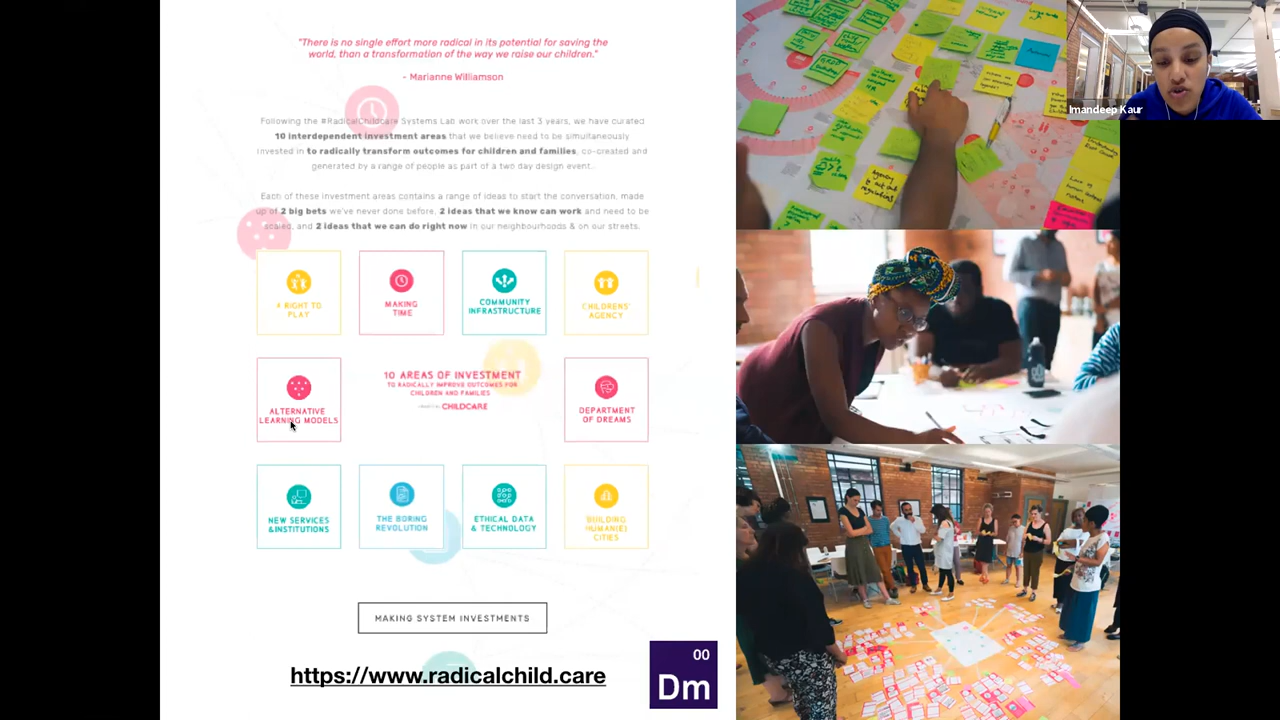 "There is no single effort more radical in its potential for saving the
world, than a transformation of the way we raise our children."
- Marianne Williamson
Following the #RadicalChildcare Systems Lab work over the last 3 years, we have curated
10 interdependent investment areas that we believe need to be simultaneously
invested in to radically transform outcomes for children and families, co-created and
generated by a range of people as part of a two day design event.
Each of these investment areas contains a range of ideas to start the conversation, made
up of 2 big bets we've never done before, 2 ideas that we know can work and need to be
scaled, and 2 ideas that we can do right now in our neighbourhoods & on our streets.
A RIGHT TO
PLAY
MAKING
TIME
COMMUNITY
INFRASTRUCTURE
CHILDRENS'
AGENCY
ALTERNATIVE
LEARNING MODELS
10 AREAS OF INVESTMENT
TO RADICALLY IMPROVE OUTCOMES FOR
CHILDREN AND FAMILIES
CHILDCARE
DEPARTMENT
OF DREAMS
NEW SERVICES
&INSTITUTIONS
THE BORING
REVOLUTION
ETHICAL DATA
& TECHNOLOGY
BUILDING
HUMAN(E)
CITIES
MAKING SYSTEM INVESTMENTS
https://www.radicalchild.care
00
Dm
Imandeep Kaur